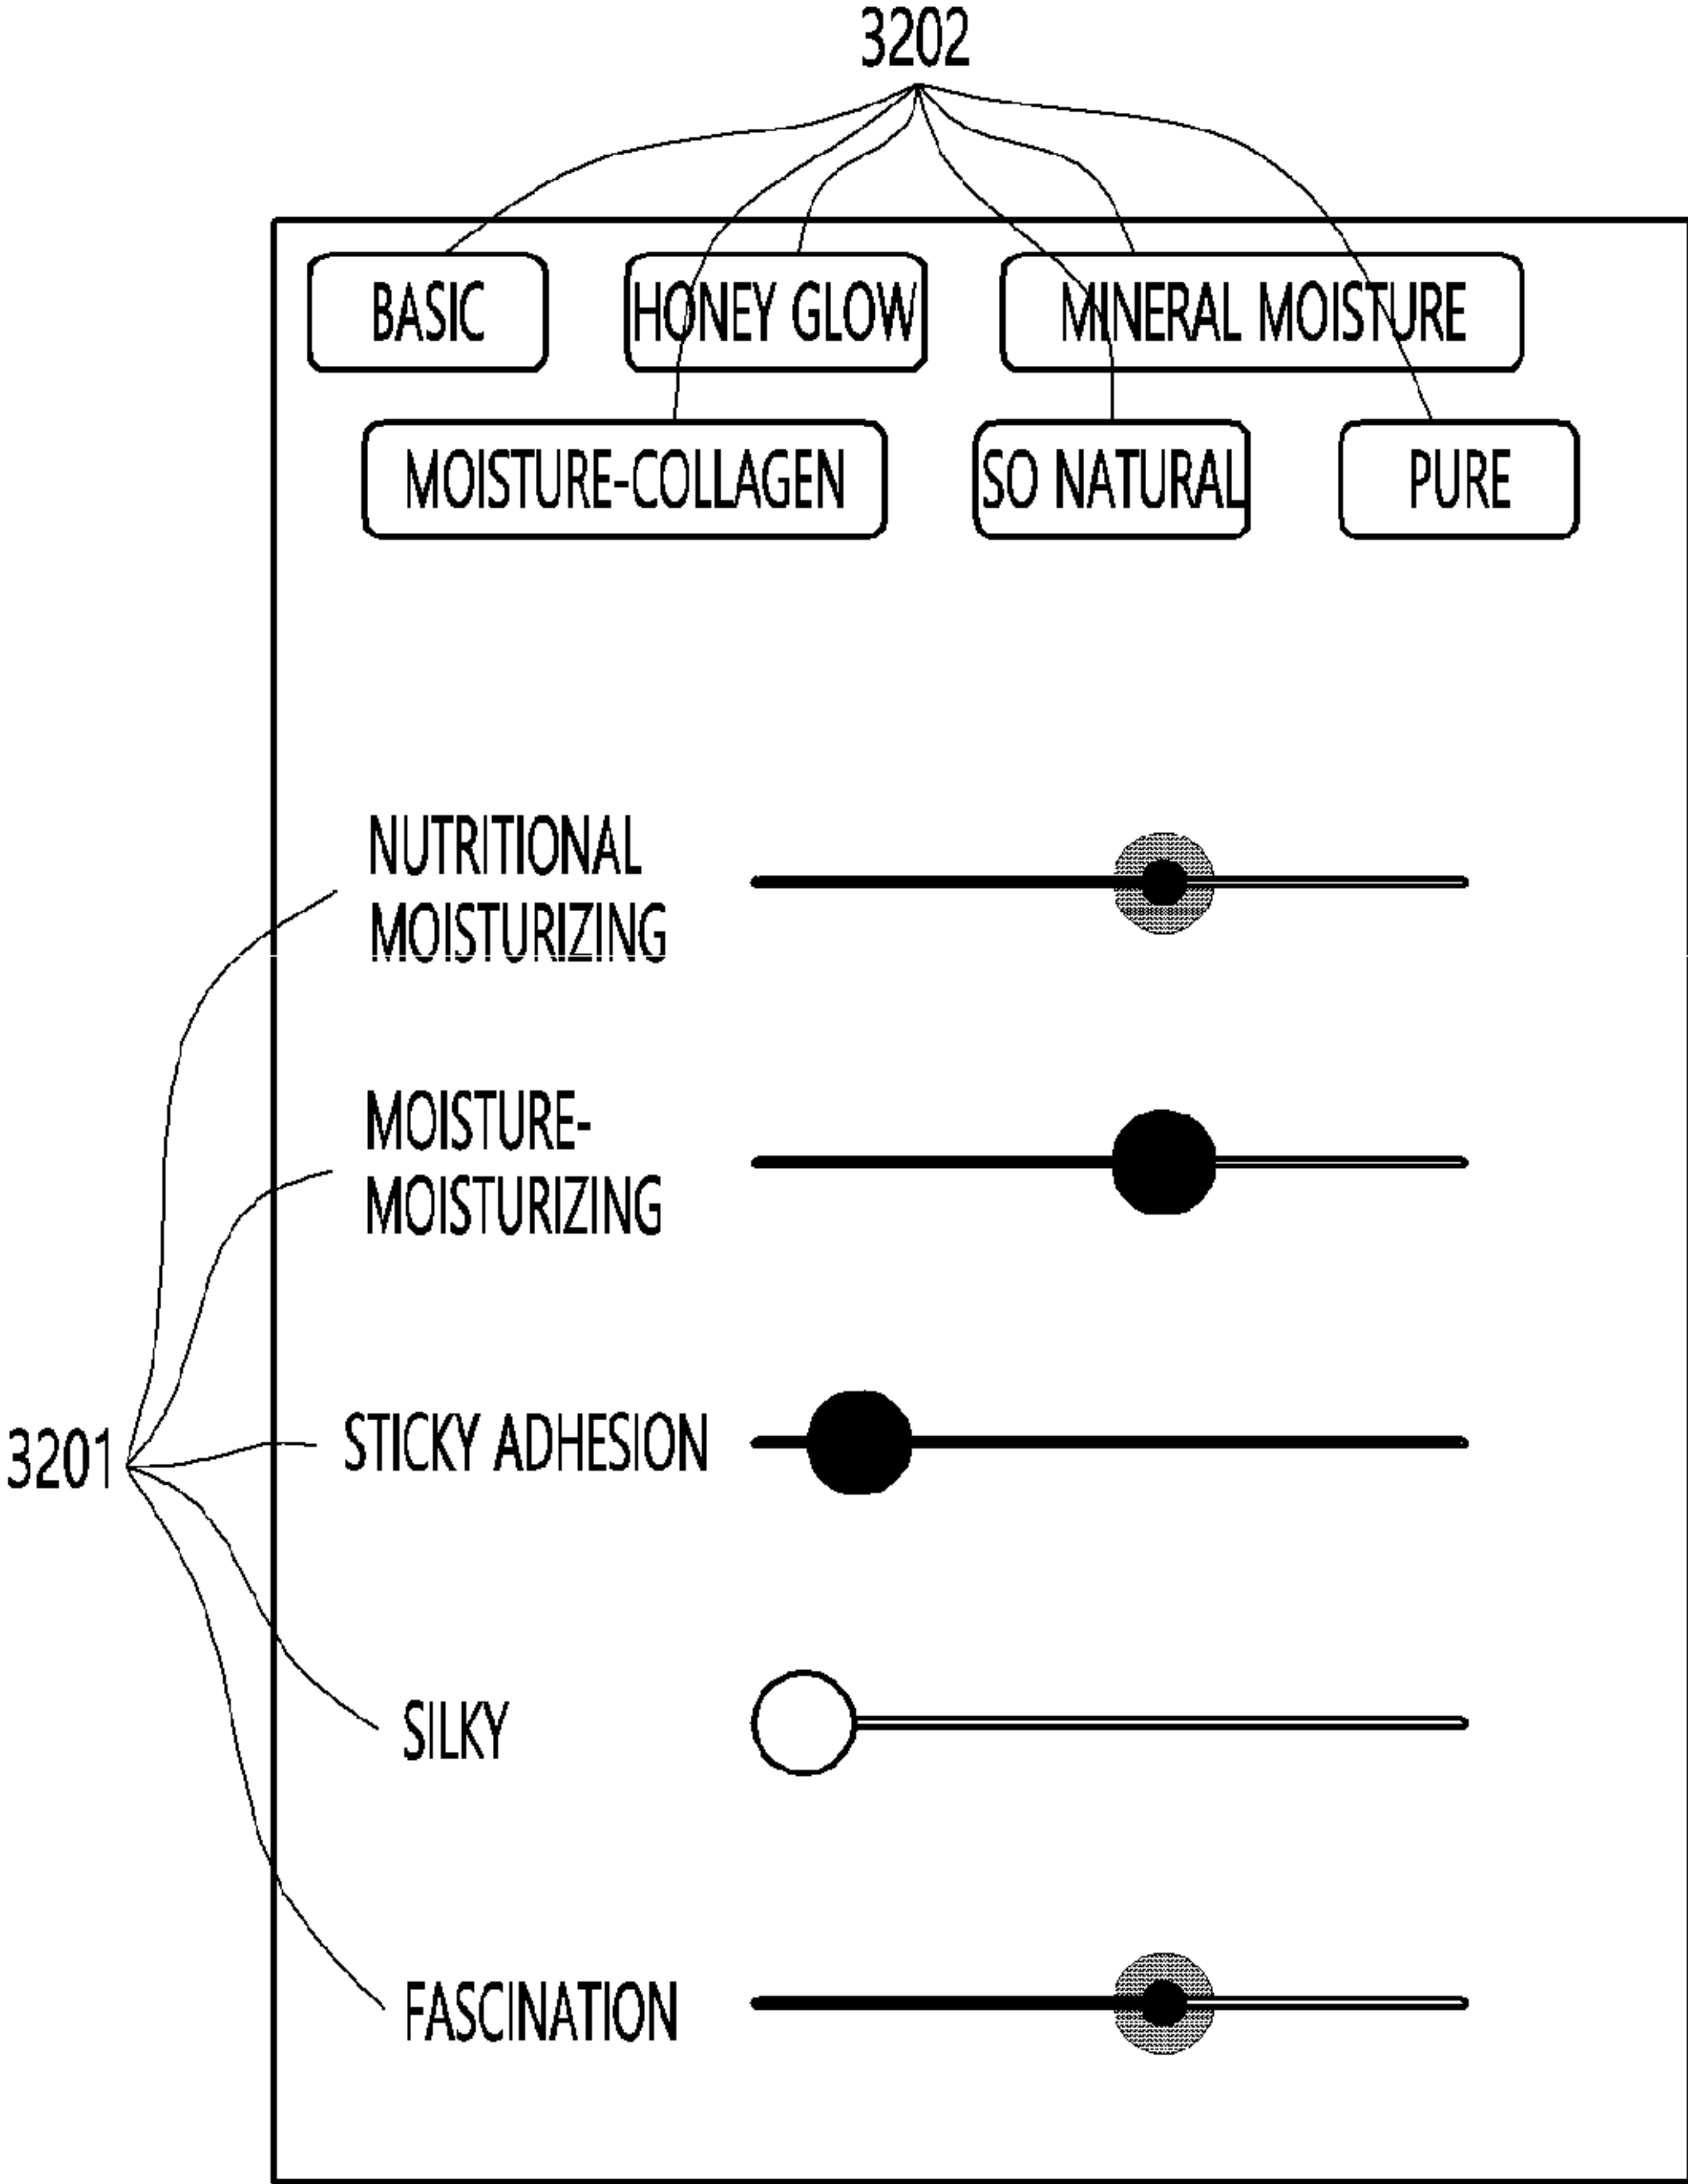 3202
BASIC
HONEY GLOW
MINERAL MOISTURE
MOISTURE-COLLAGEN
SO NATURAL
PURE
NUTRITIONAL
MOISTURIZING
MOISTURE-
MOISTURIZING
3201
STICKY ADHESION
SILKY
FASCINATION